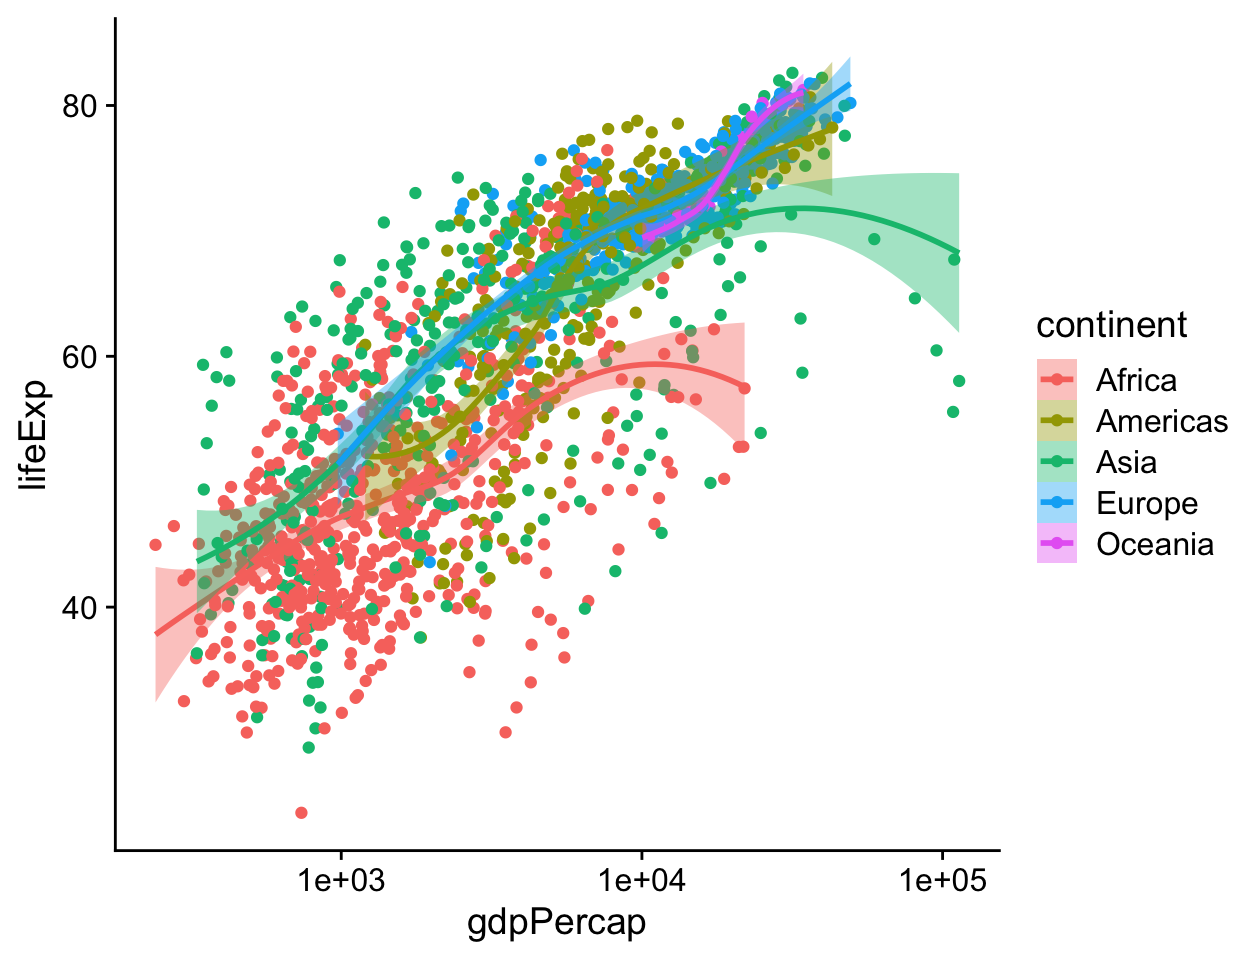 80
60
40
lifeExp
1e+03
1e+04
1e+05
gdpPercap
continent
Africa
Americas
Asia
Europe
Oceania